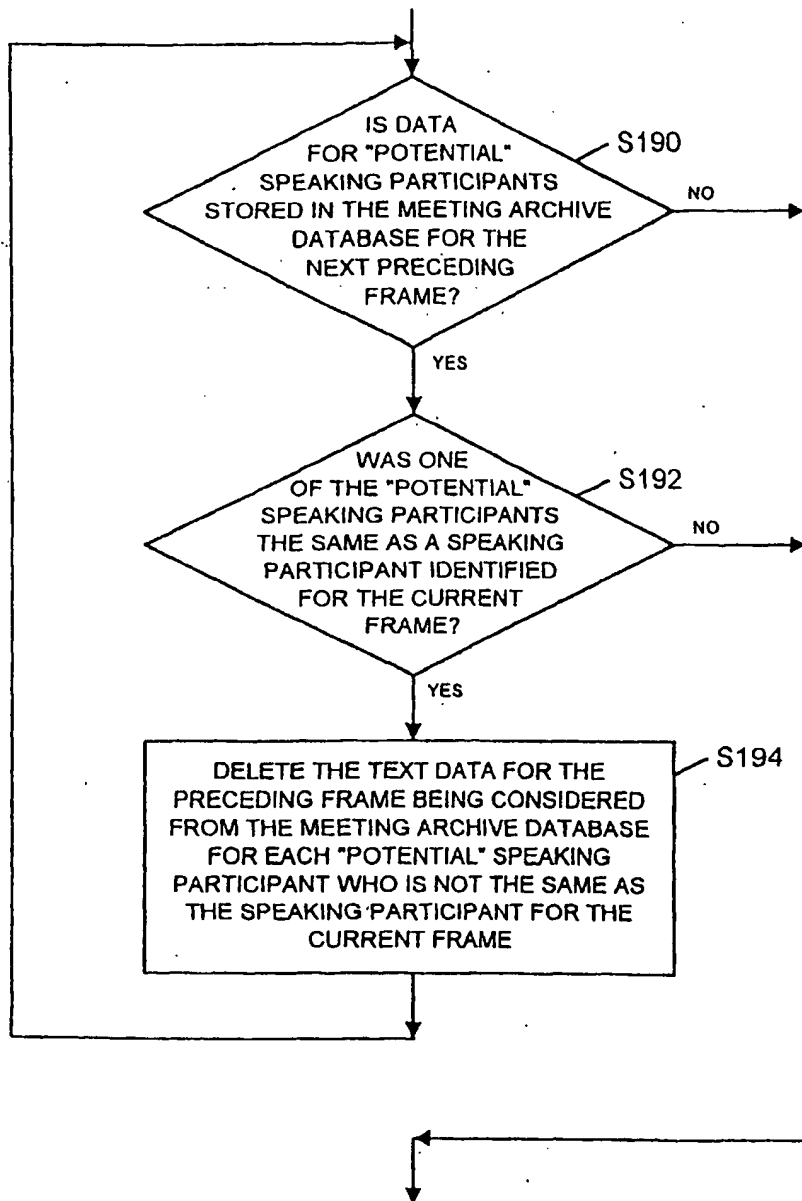 IS DATA
FOR "POTENTIAL"
SPEAKING PARTICIPANTS
STORED IN THE MEETING ARCHIVE
DATABASE FOR THE
NEXT PRECEDING
FRAME?
S190
NO
YES
WAS ONE
OF THE "POTENTIAL"
SPEAKING PARTICIPANTS
THE SAME AS A SPEAKING
PARTICIPANT IDENTIFIED
FOR THE CURRENT
FRAME?
S192
NO
YES
DELETE THE TEXT DATA FOR THE
PRECEDING FRAME BEING CONSIDERED
FROM THE MEETING ARCHIVE DATABASE
FOR EACH "POTENTIAL" SPEAKING
PARTICIPANT WHO IS NOT THE SAME AS
THE SPEAKING PARTICIPANT FOR THE
CURRENT FRAME
S194